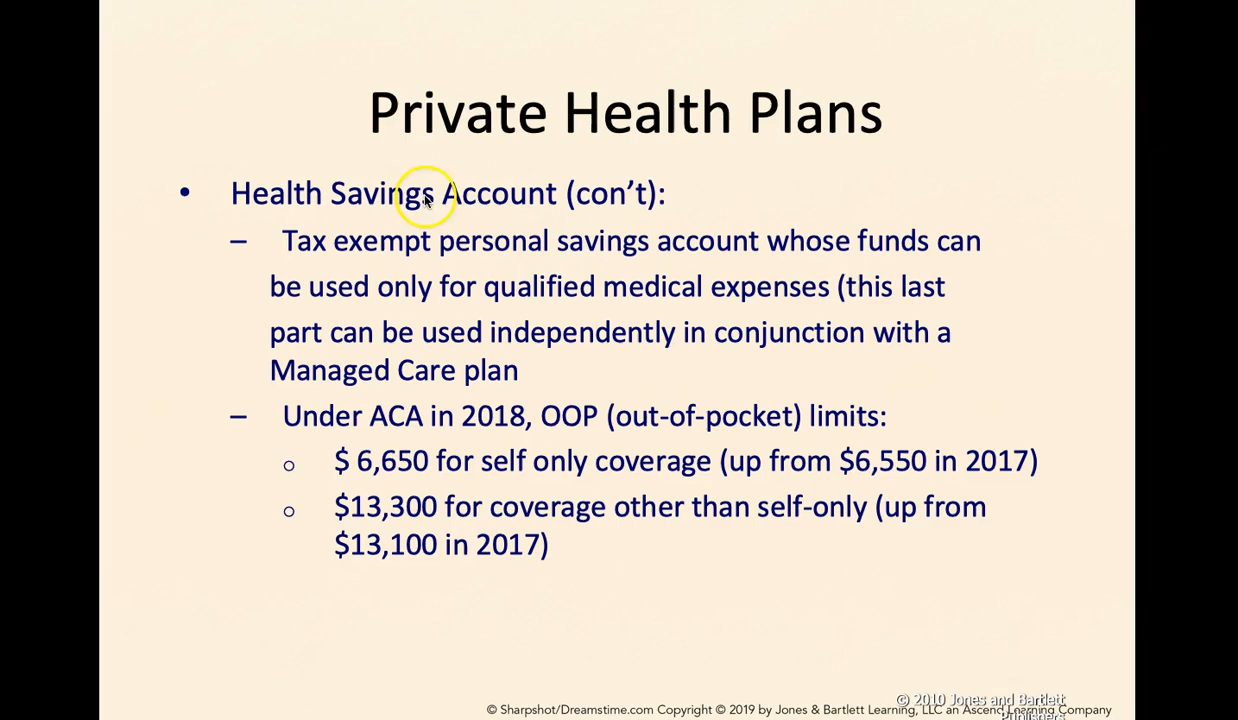 Private Health Plans
• Health Savings Account (con’t):
– Tax exempt personal savings account whose funds can
be used only for qualified medical expenses (this last
part can be used independently in conjunction with a
Managed Care plan
– Under ACA in 2018, OOP (out-of-pocket) limits:
o $ 6,650 for self only coverage (up from $6,550 in 2017)
o $13,300 for coverage other than self-only (up from
$13,100 in 2017)
© 2010 Jones and Bartlett
Publishers
© Sharpshot/Dreamstime.com Copyright © 2019 by Jones & Bartlett Learning, LLC an Ascend Learning Company